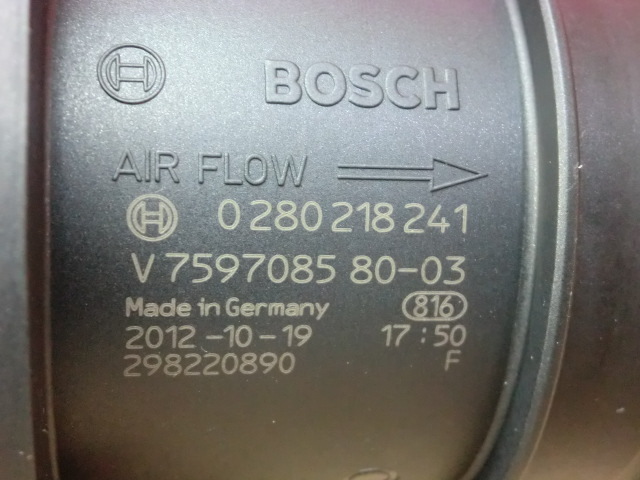 BOSCH
AIR FLOW
0 280 218 241
V 7597085 80-03
Made in Germany 816
2012-10-19 17:50
298220890 F